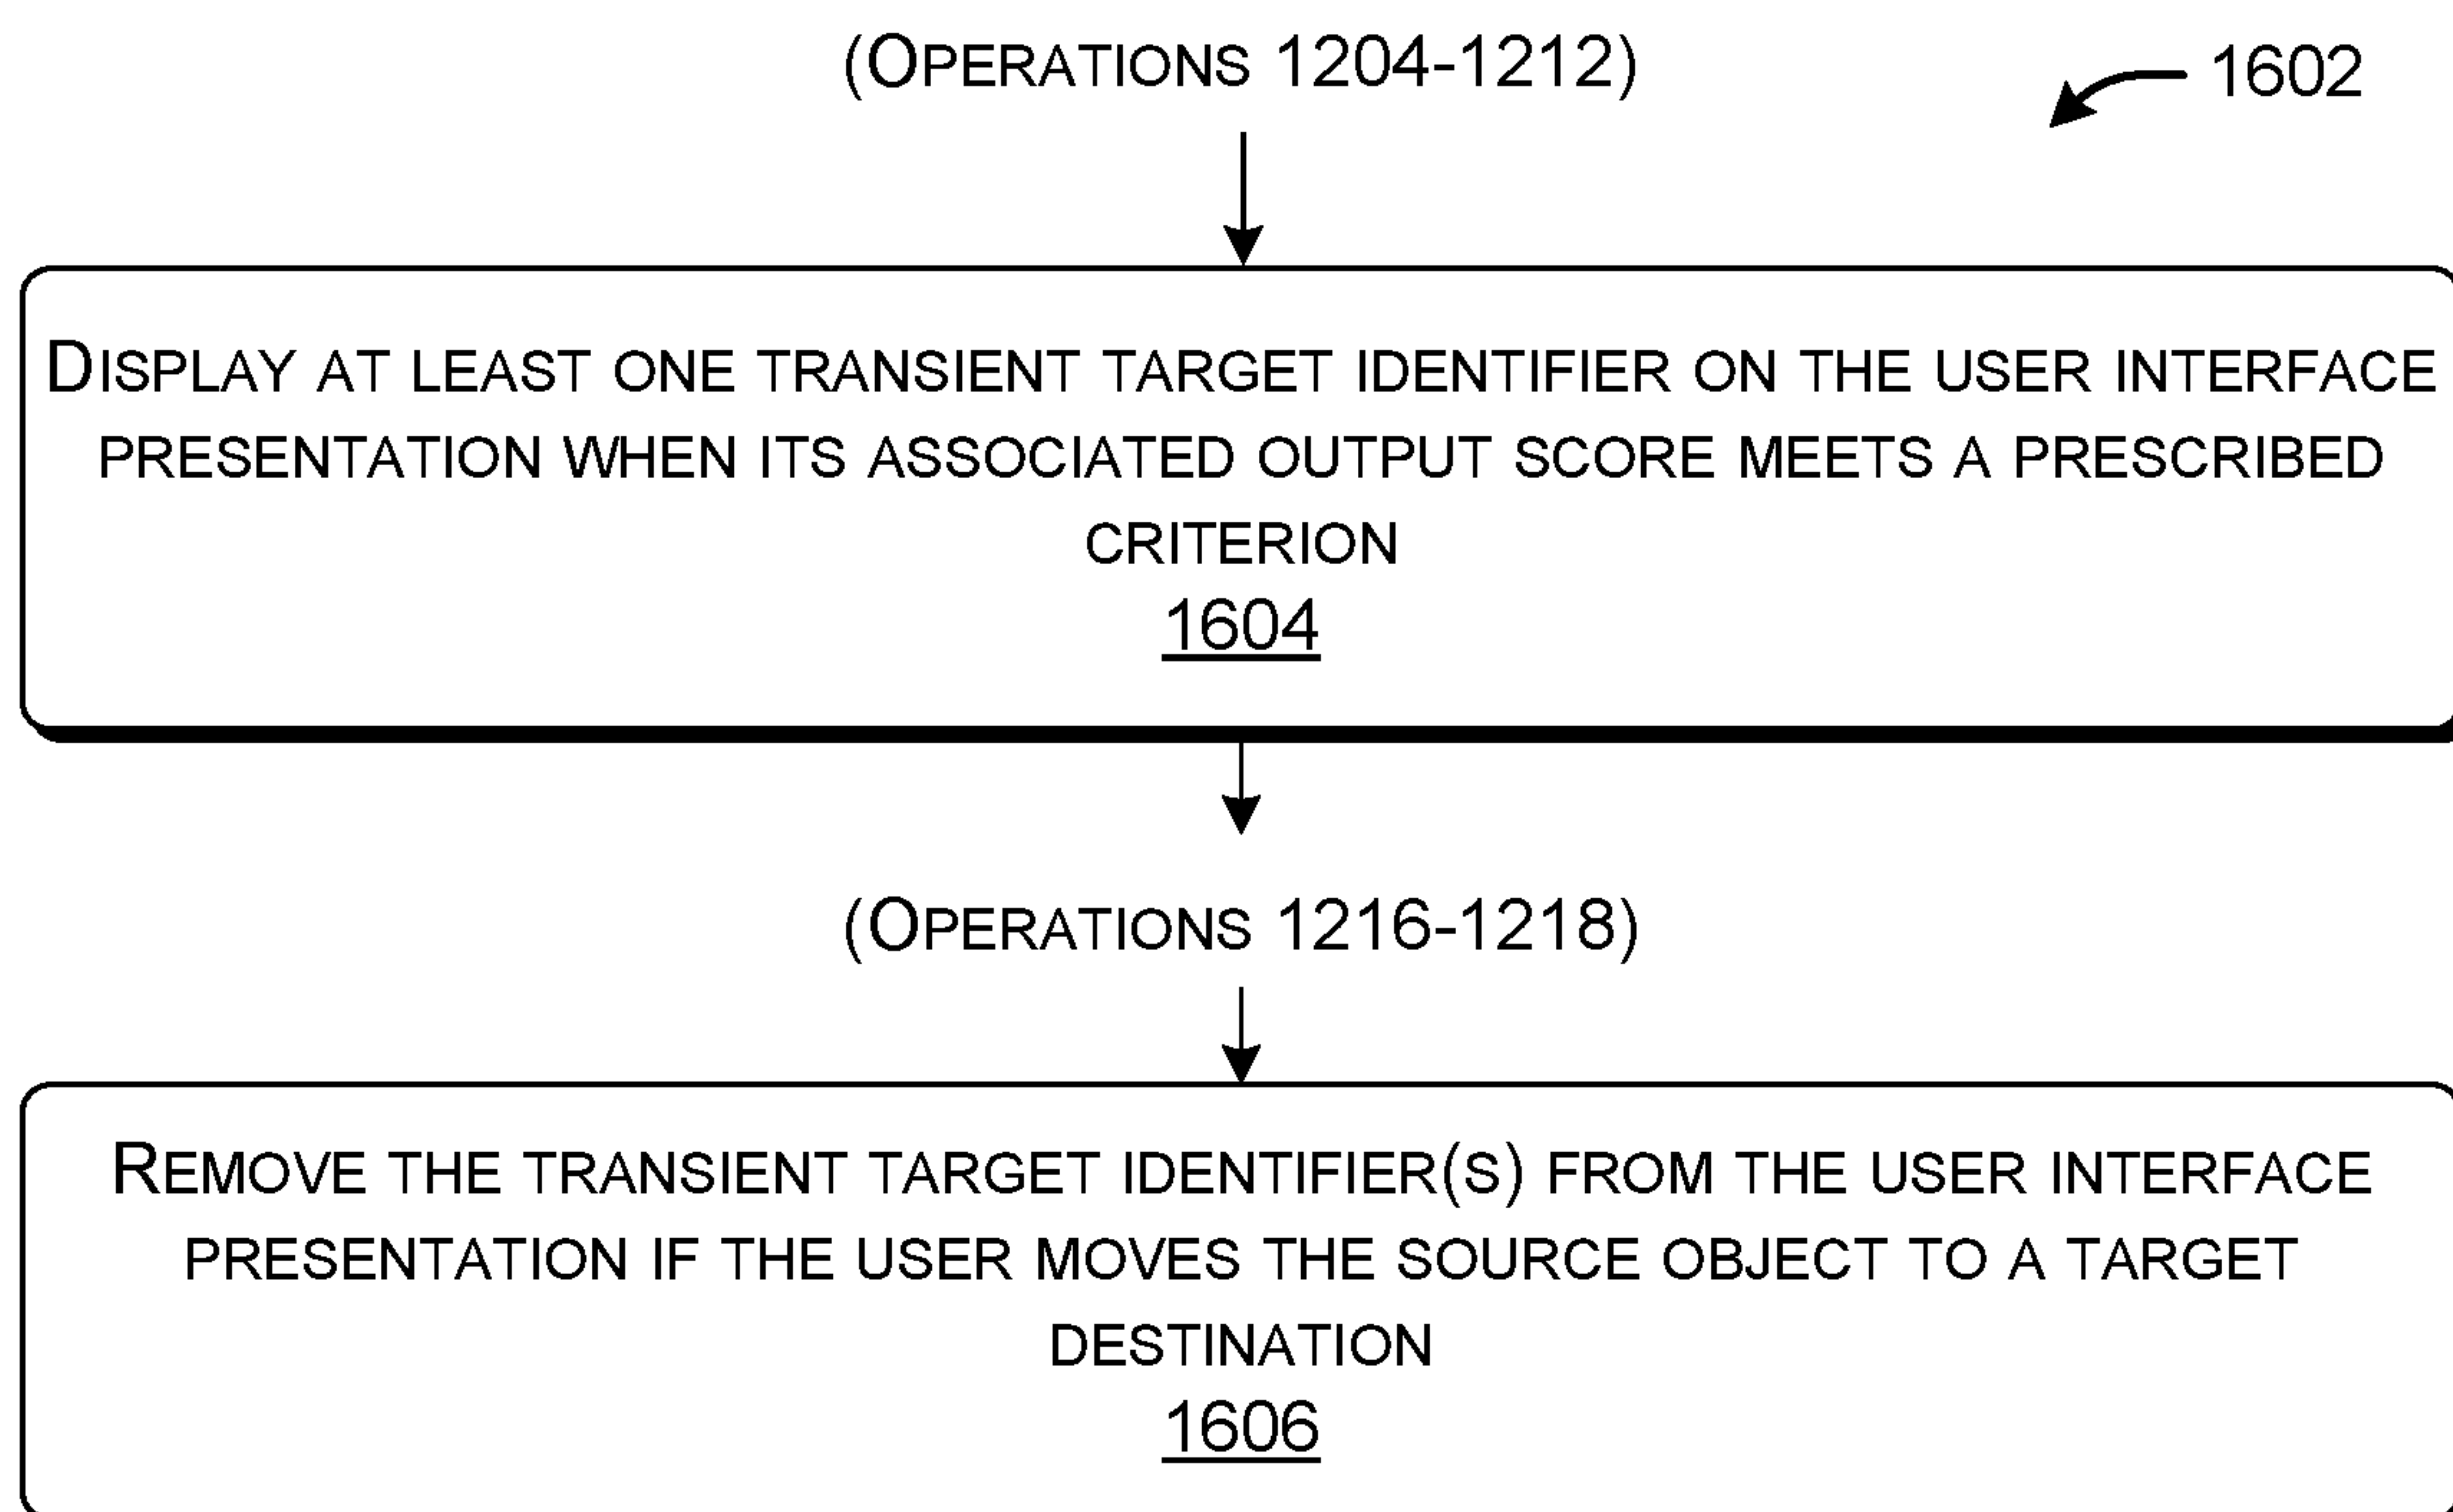 (Operations 1204-1212)
1602
Display at least one transient target identifier on the user interface
presentation when its associated output score meets a prescribed
criterion
1604
(Operations 1216-1218)
Remove the transient target identifier(s) from the user interface
presentation if the user moves the source object to a target
destination
1606